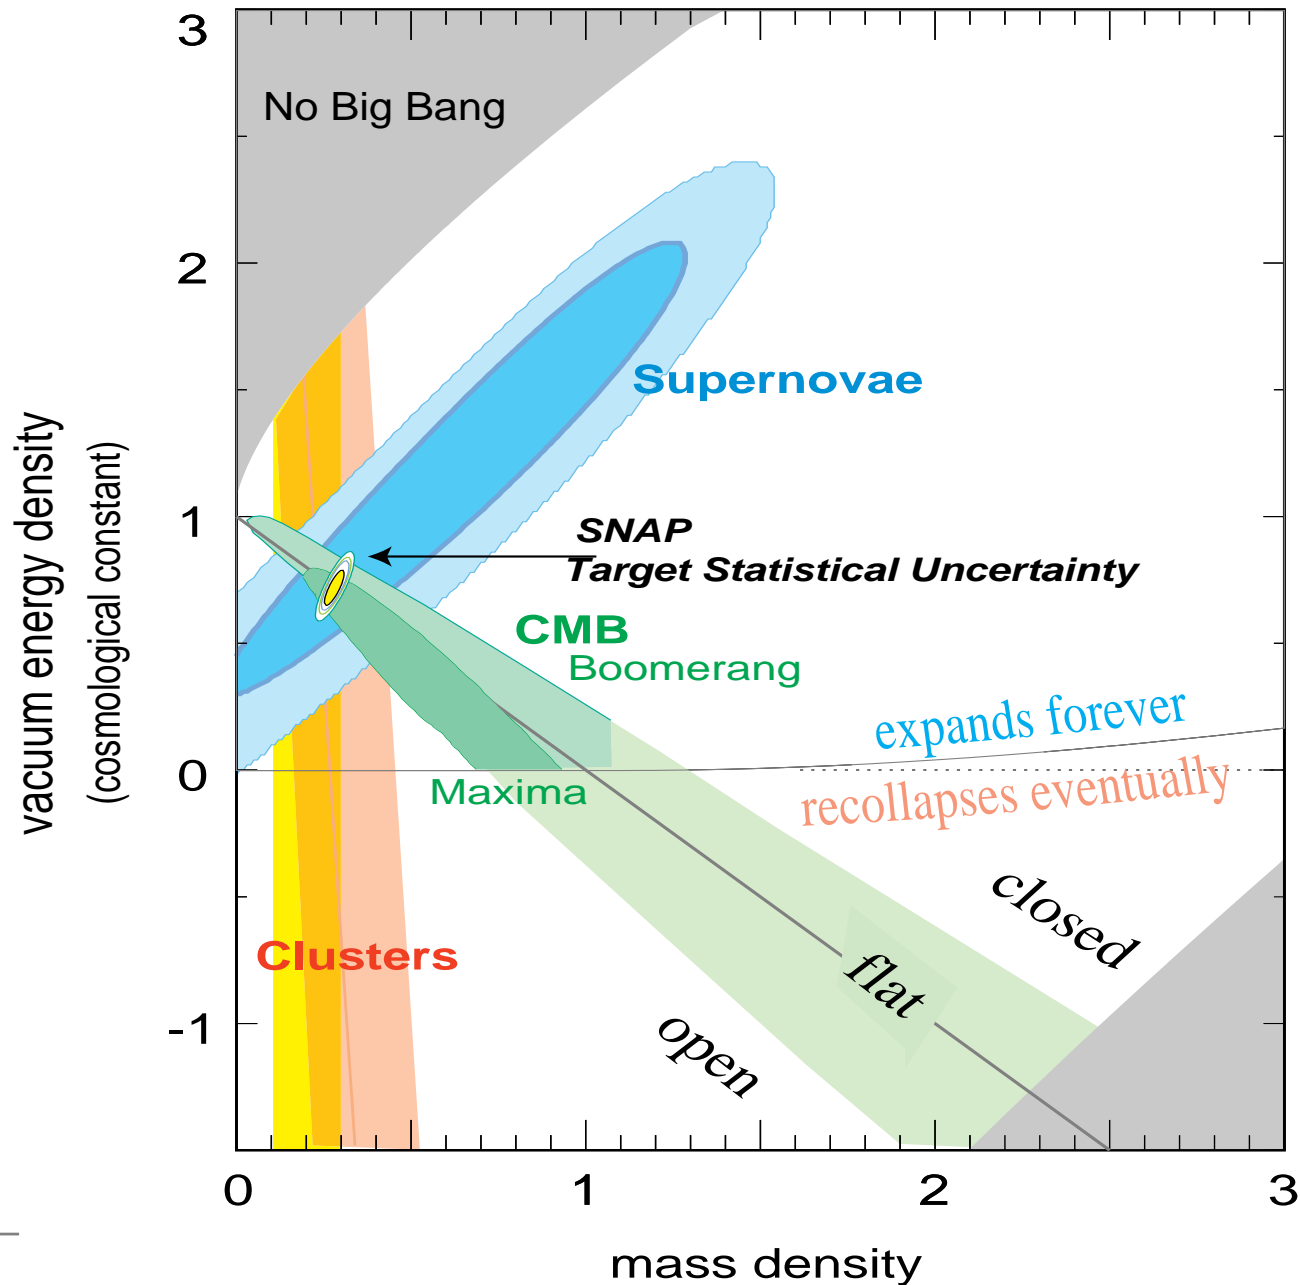 3
No Big Bang
2
Supernovae
vacuum energy density
(cosmological constant)
1
SNAP
Target Statistical Uncertainty
CMB
Boomerang
expands forever
0
Maxima
recollapses eventually
closed
Clusters
flat
-1
open
0 1 2 3
mass density